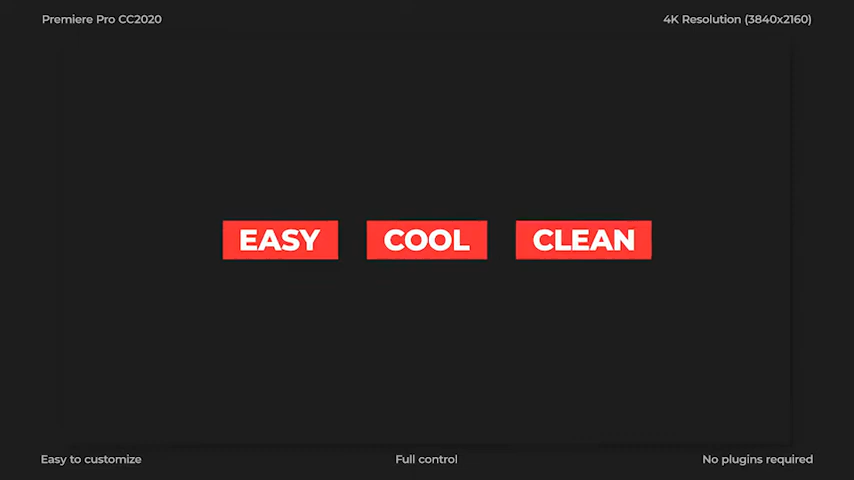 Premiere Pro CC2020
4K Resolution (3840x2160)
EASY COOL CLEAN
Easy to customize
Full control
No plugins required